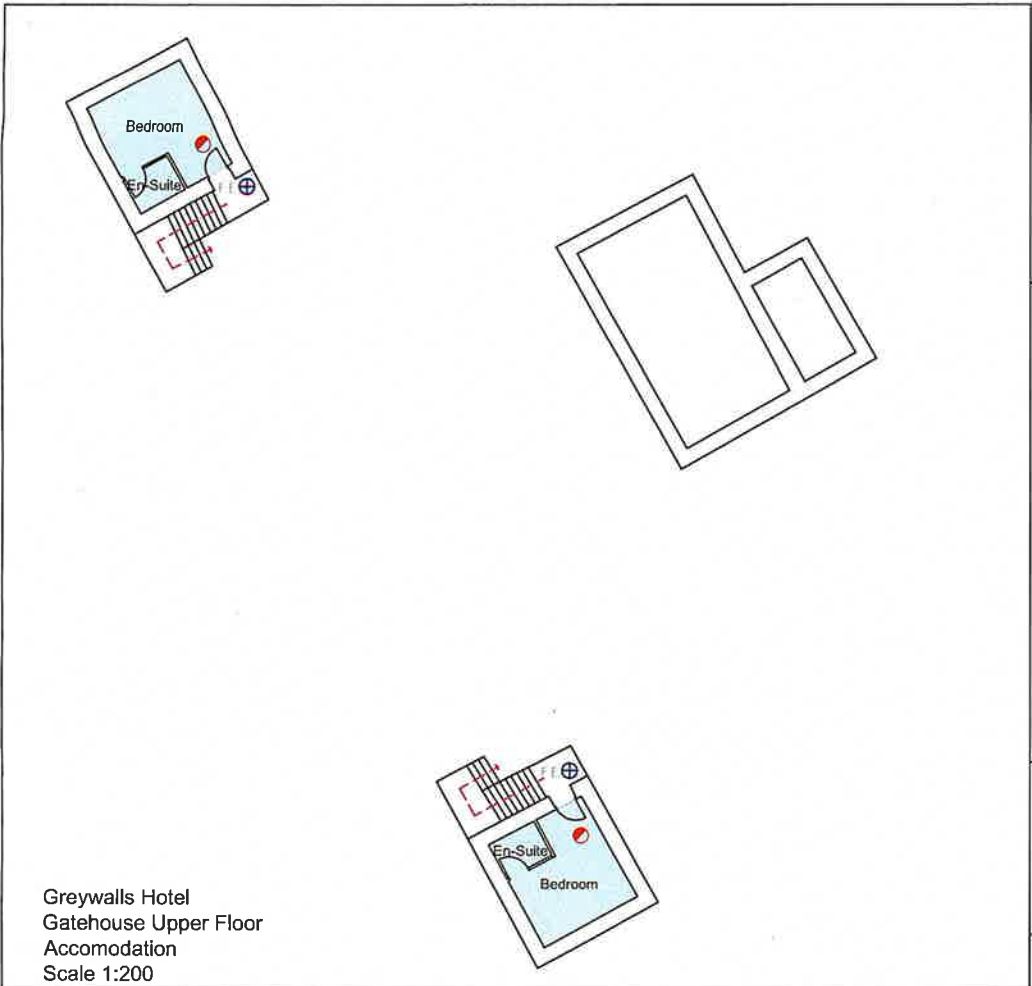 Bedroom
En-Suite
F E
F E
En-Suite
Bedroom
Greywalls Hotel
Gatehouse Upper Floor
Accomodation
Scale 1:200